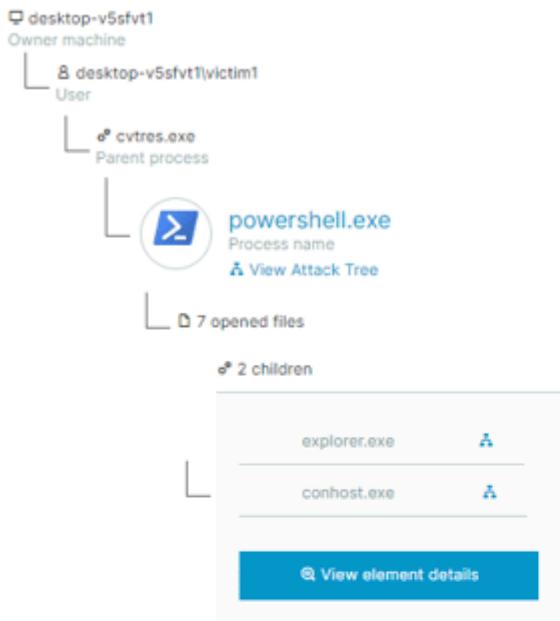 desktop-v5sfvt1
Owner machine
desktop-v5sfvt1\victim1
User
cvtres.exe
Parent process
powershell.exe
Process name
View Attack Tree
7 opened files
2 children
explorer.exe
conhost.exe
View element details